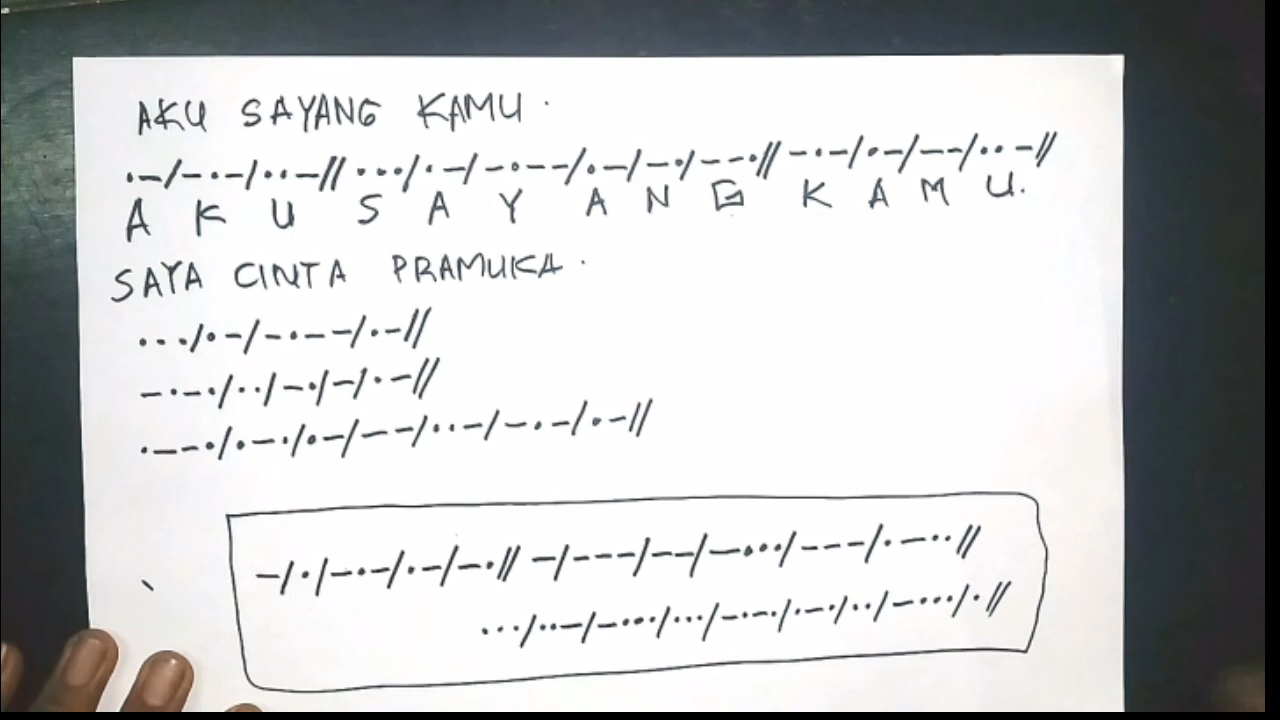 AKU SAYANG KAMU.
.-/-.-/..-// .../.-/-.--/.-/-./--.// -.-/.-/--/..-//
A K U S A Y A N G K A M U.
SAYA CINTA PRAMUKA.
.../.-/-.--/.-//
-.-./../-./-/.-//
.--./.-./.-/--/..-/-.-/.-//
-/./-.-/.-/-.// -/---/--/-.../---/.-..//
.../..-/-.../.../-.-./.-./../-..././/